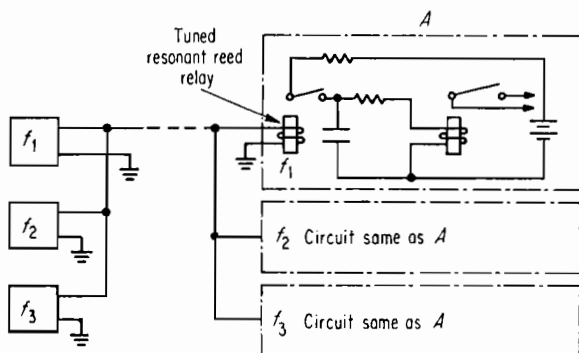 A
Tuned
resonant reed
relay
f1
f1
f2
f2 Circuit same as A
f3
f3 Circuit same as A